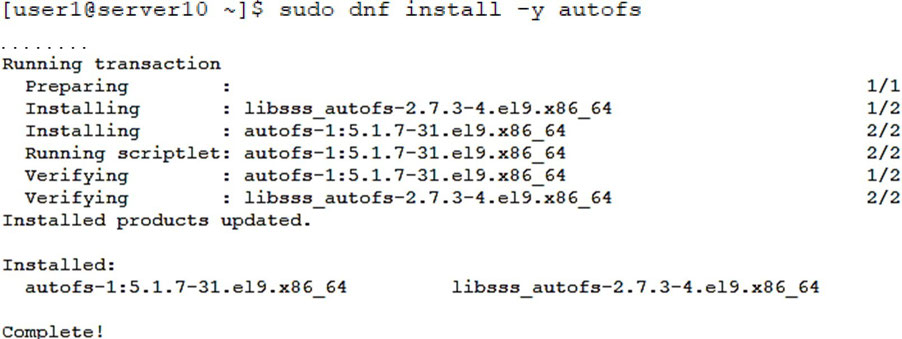 [user1@server10 ~]$ sudo dnf install -y autofs
........
Running transaction
  Preparing        :                                                      1/1
  Installing       : libsss_autofs-2.7.3-4.el9.x86_64                     1/2
  Installing       : autofs-1:5.1.7-31.el9.x86_64                         2/2
  Running scriptlet: autofs-1:5.1.7-31.el9.x86_64                         2/2
  Verifying        : autofs-1:5.1.7-31.el9.x86_64                         1/2
  Verifying        : libsss_autofs-2.7.3-4.el9.x86_64                     2/2
Installed products updated.

Installed:
  autofs-1:5.1.7-31.el9.x86_64         libsss_autofs-2.7.3-4.el9.x86_64

Complete!